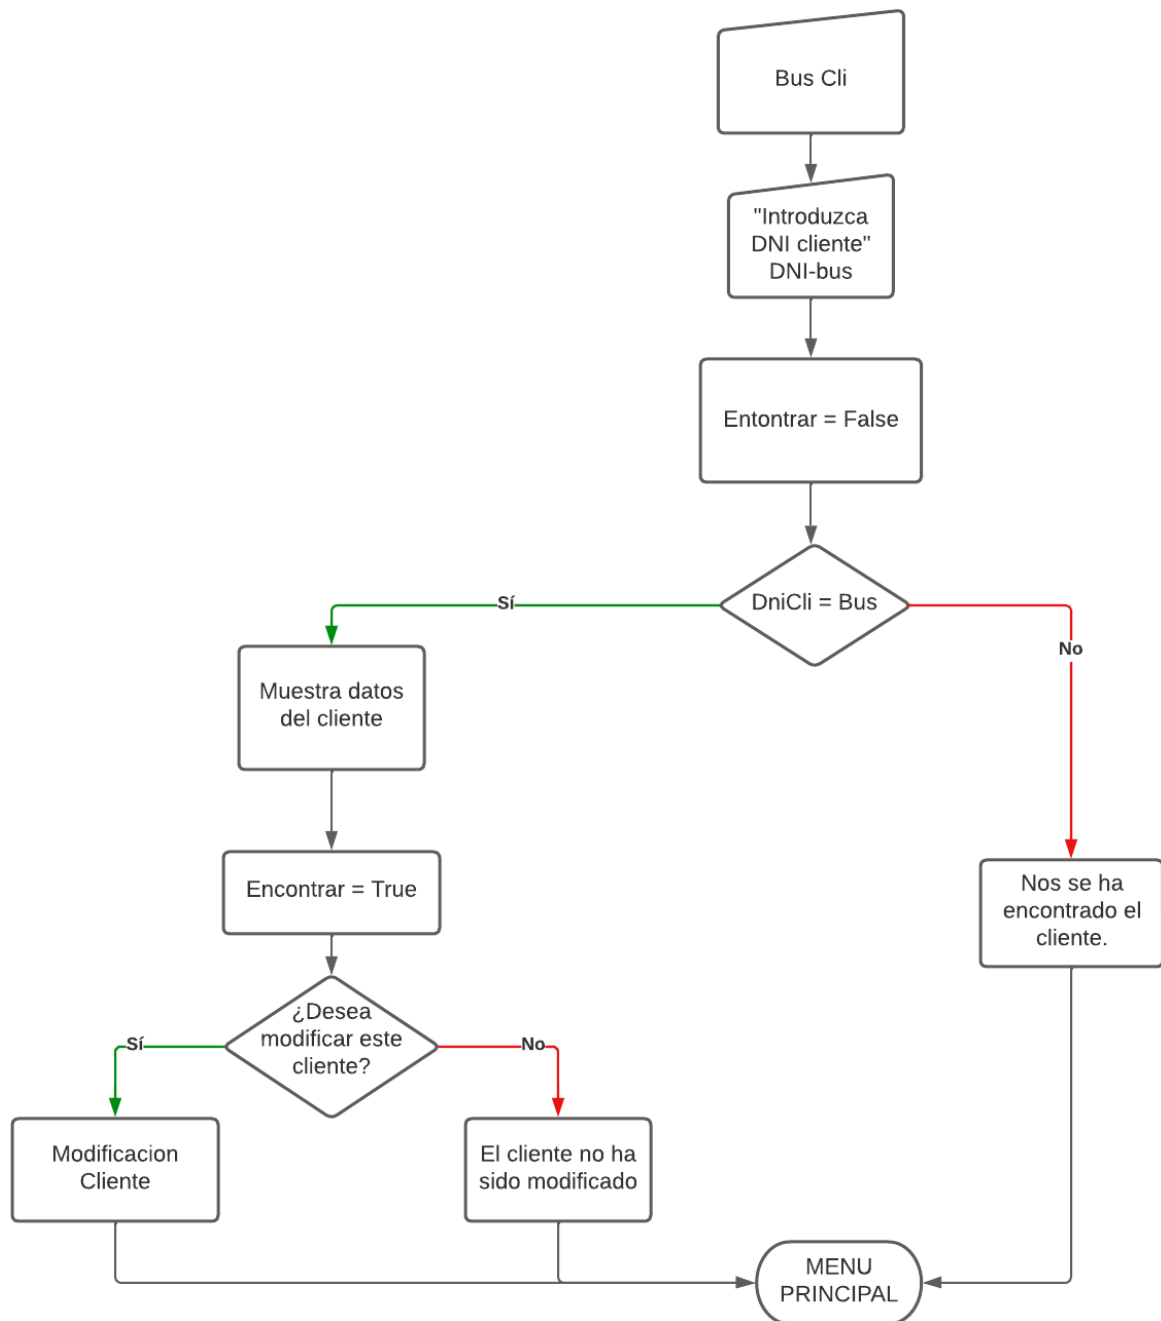 Bus Cli
"Introduzca
DNI cliente"
DNI-bus
Entontrar = False
DniCli = Bus
Sí
No
Muestra datos
del cliente
Encontrar = True
Nos se ha
encontrado el
cliente.
¿Desea
modificar este
cliente?
Sí
No
Modificacion
Cliente
El cliente no ha
sido modificado
MENU
PRINCIPAL